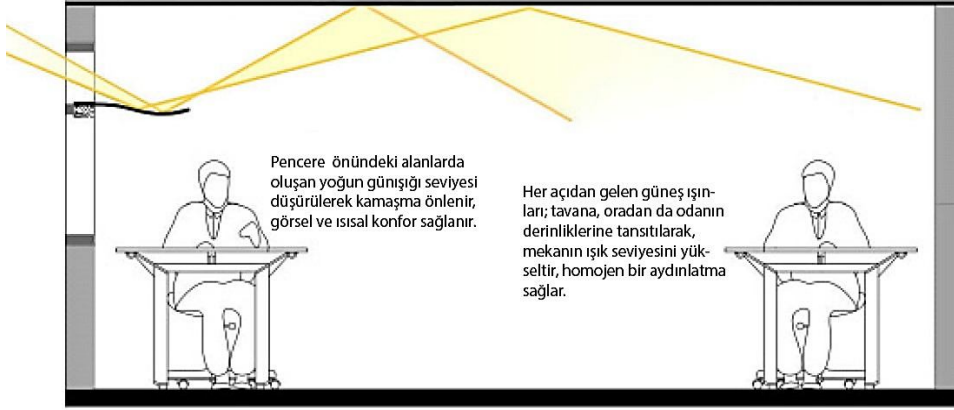 Pencere önündeki alanlarda
oluşan yoğun günışığı seviyesi
düşürülerek kamaşma önlenir,
görsel ve ısısal konfor sağlanır.
Her açıdan gelen güneş ışın-
ları; tavana, oradan da odanın
derinliklerine tansıtılarak,
mekanın ışık seviyesini yük-
seltir, homojen bir aydınlatma
sağlar.